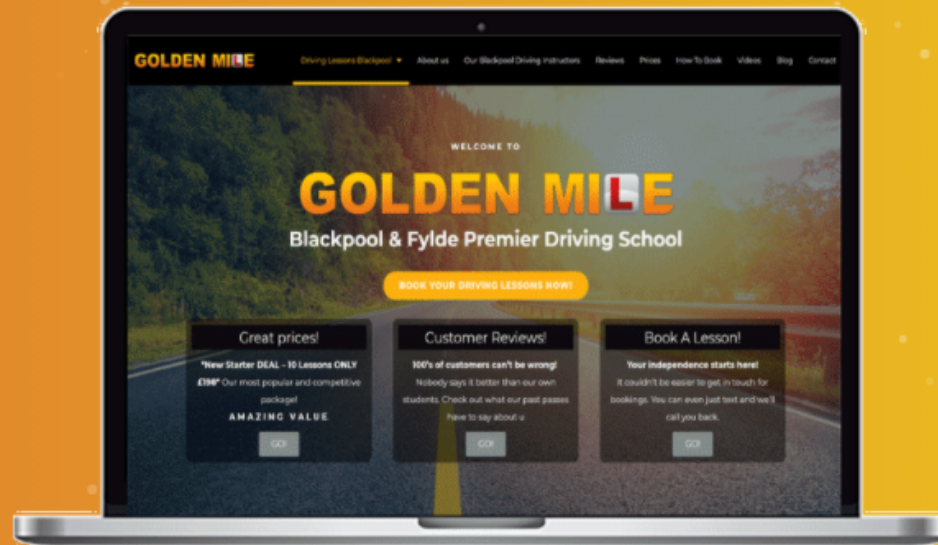 GOLDEN MILE
Driving Lessons Blackpool
About us
Our Blackpool Driving Instructors
Reviews
Prices
How To Book
Videos
Blog
Contact
WELCOME TO
GOLDEN MILE
Blackpool & Fylde Premier Driving School
BOOK YOUR DRIVING LESSONS NOW!
Great prices!
"New Starter DEAL – 10 Lessons ONLY
£198" Our most popular and competitive
package!
AMAZING VALUE
GO!
Customer Reviews!
100's of customers can't be wrong!
Nobody says it better than our own
students. Check out what our past passes
have to say about u
GO!
Book A Lesson!
Your independence starts here!
It couldn't be easier to get in touch for
bookings. You can even just text and we'll
call you back.
GO!